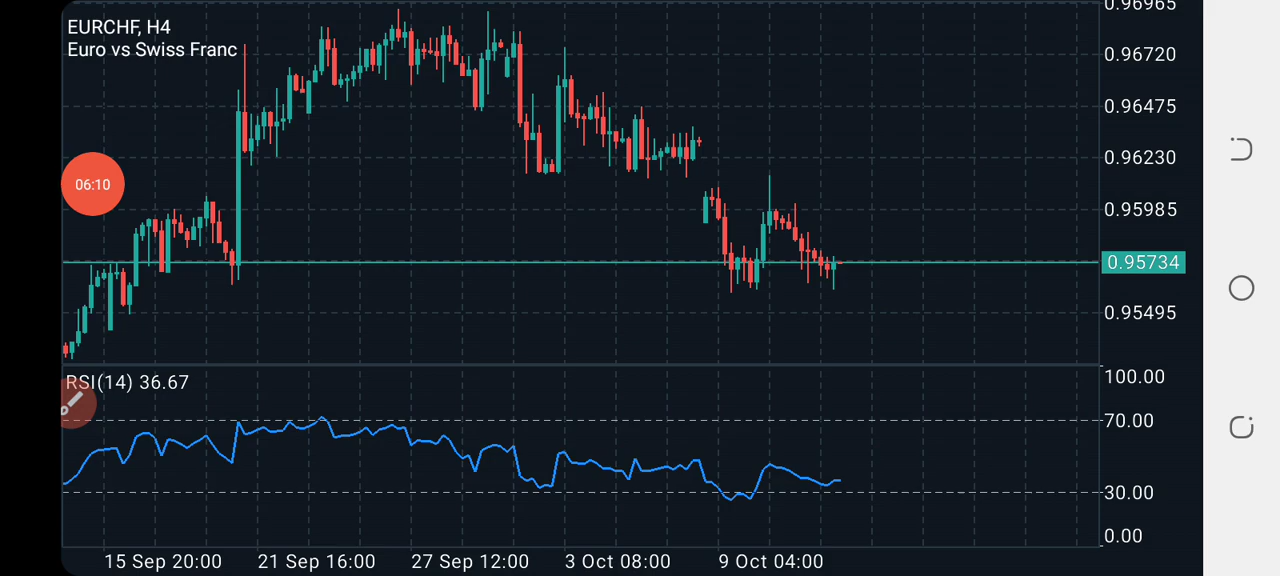 EURCHF, H4
Euro vs Swiss Franc
0.96965
0.96720
0.96475
0.96230
0.95985
0.95734
0.95495
06:10
RSI(14) 36.67
100.00
70.00
30.00
0.00
15 Sep 20:00
21 Sep 16:00
27 Sep 12:00
3 Oct 08:00
9 Oct 04:00